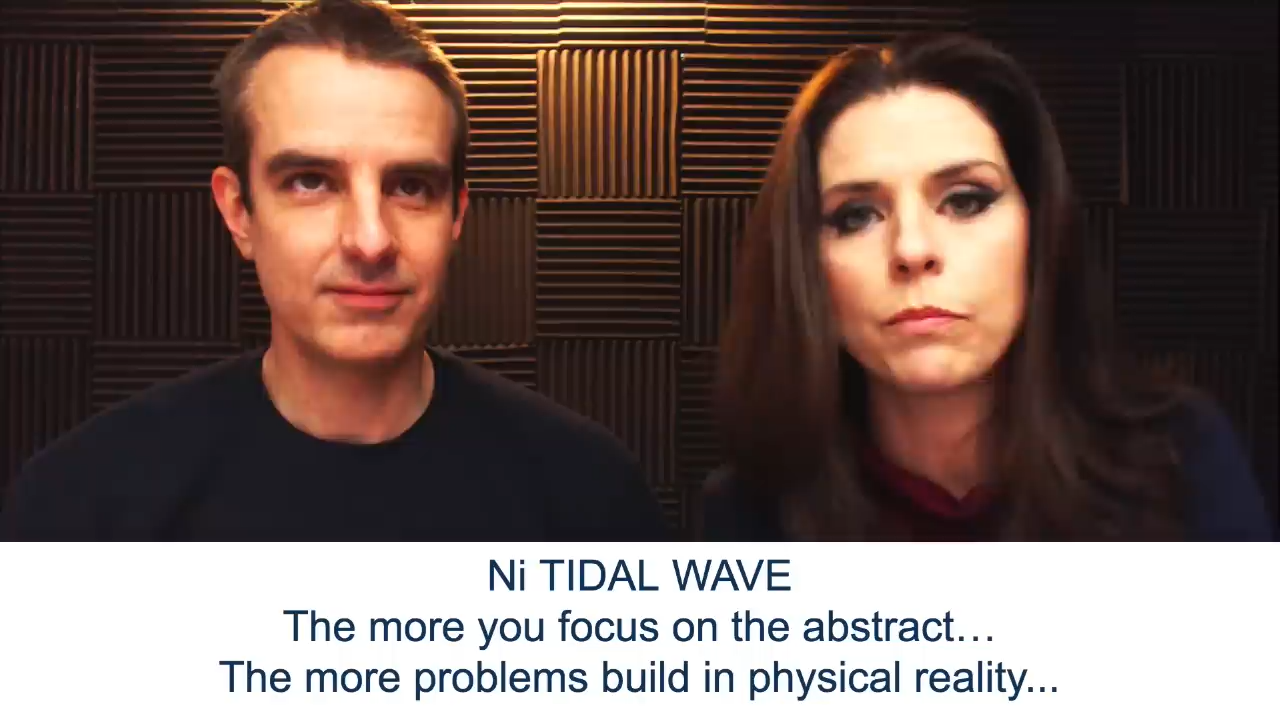 Ni TIDAL WAVE
The more you focus on the abstract…
The more problems build in physical reality...